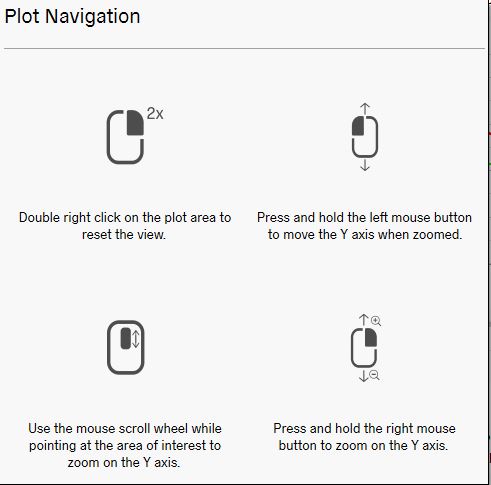 Plot Navigation
2x
Double right click on the plot area to
reset the view.
Press and hold the left mouse button
to move the Y axis when zoomed.
Use the mouse scroll wheel while
pointing at the area of interest to
zoom on the Y axis.
Press and hold the right mouse
button to zoom on the Y axis.